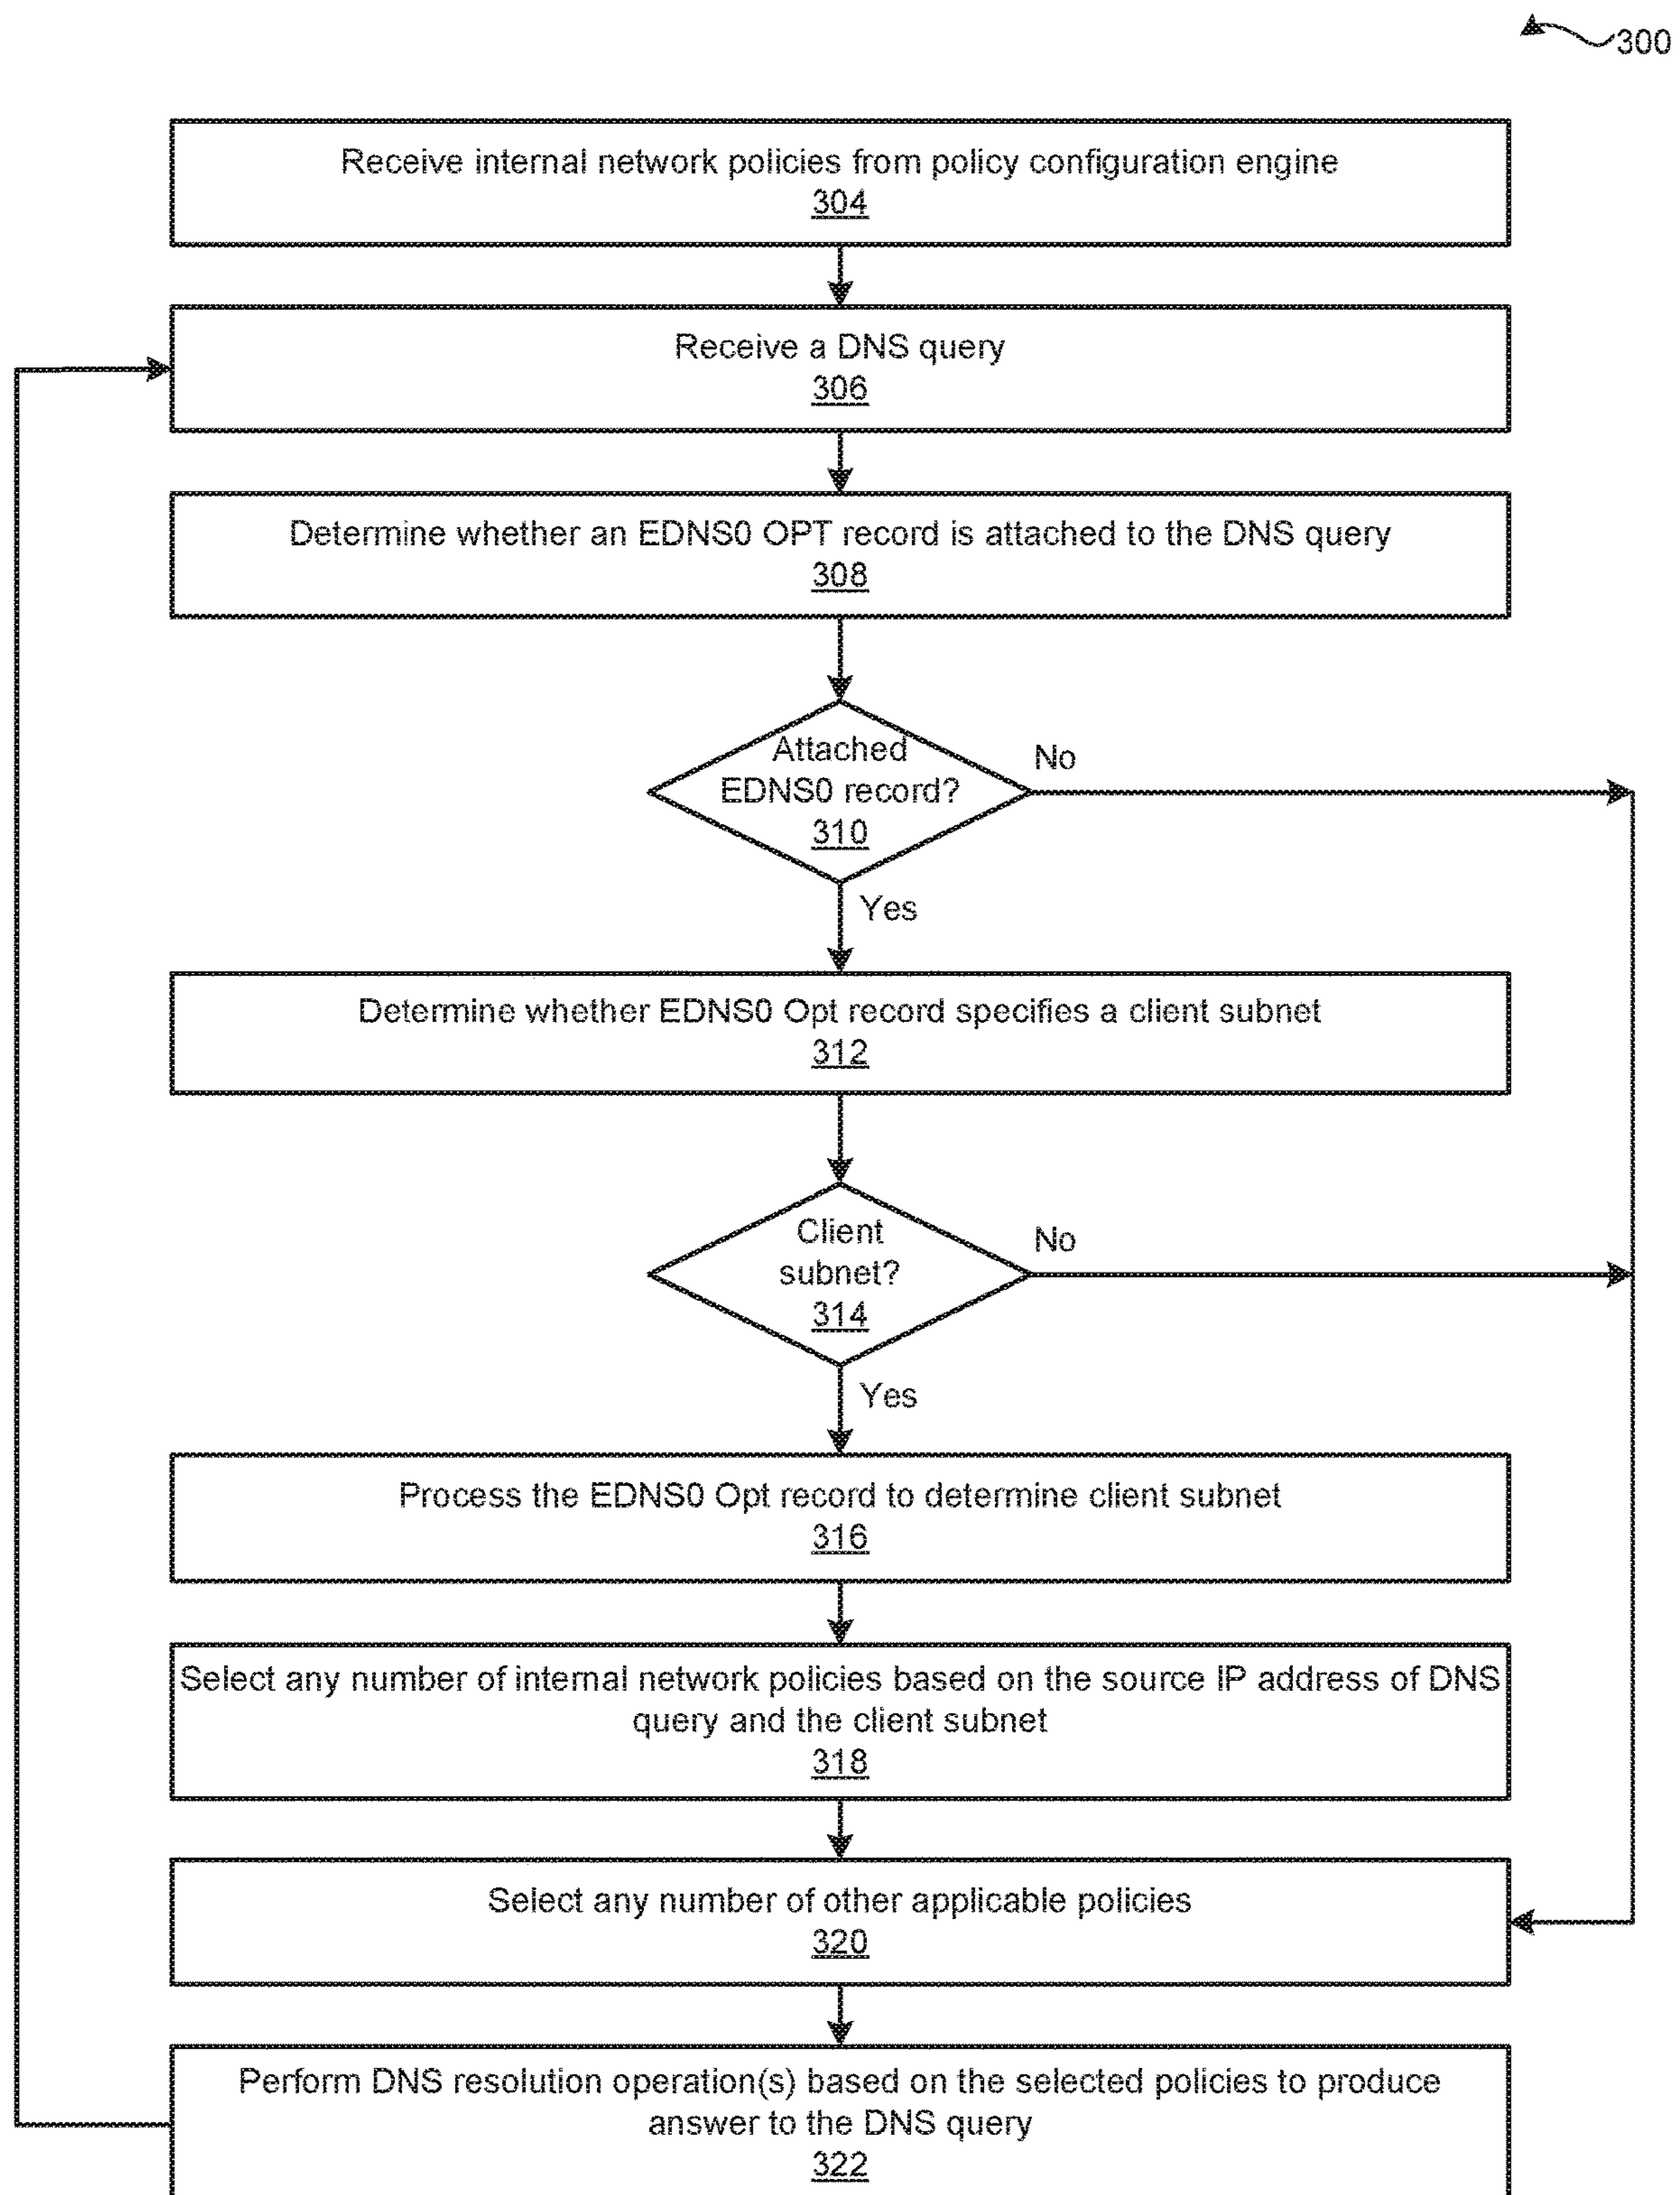 300
Receive internal network policies from policy configuration engine
304
Receive a DNS query
306
Determine whether an EDNS0 OPT record is attached to the DNS query
308
Attached
EDNS0 record?
310
No
Yes
Determine whether EDNS0 Opt record specifies a client subnet
312
Client
subnet?
314
No
Yes
Process the EDNS0 Opt record to determine client subnet
316
Select any number of internal network policies based on the source IP address of DNS
query and the client subnet
318
Select any number of other applicable policies
320
Perform DNS resolution operation(s) based on the selected policies to produce
answer to the DNS query
322